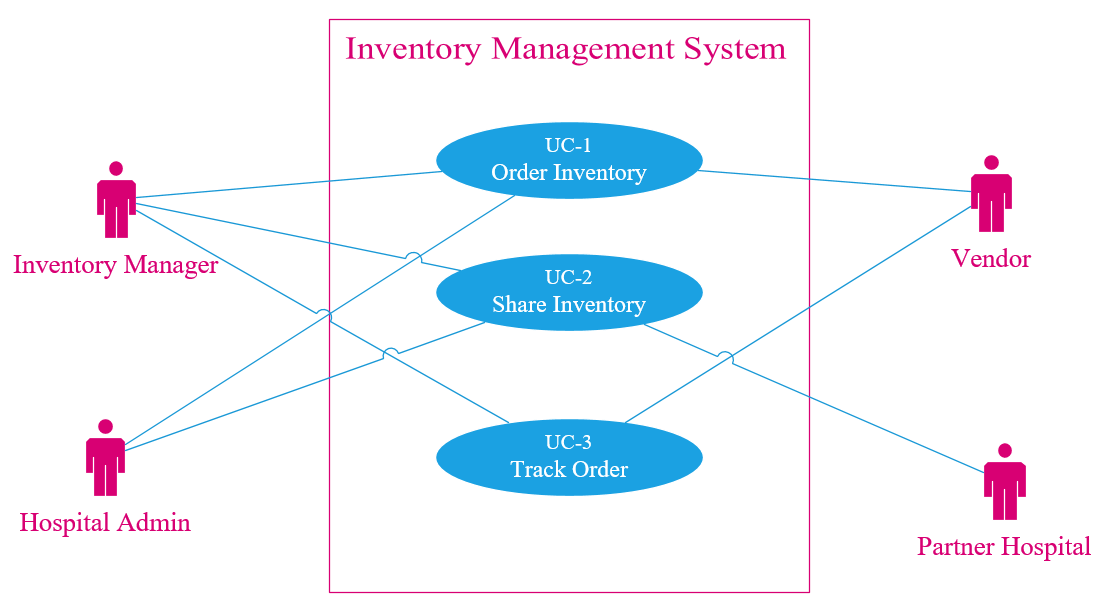 Inventory Management System
UC-1
Order Inventory
Inventory Manager
Vendor
UC-2
Share Inventory
UC-3
Track Order
Hospital Admin
Partner Hospital